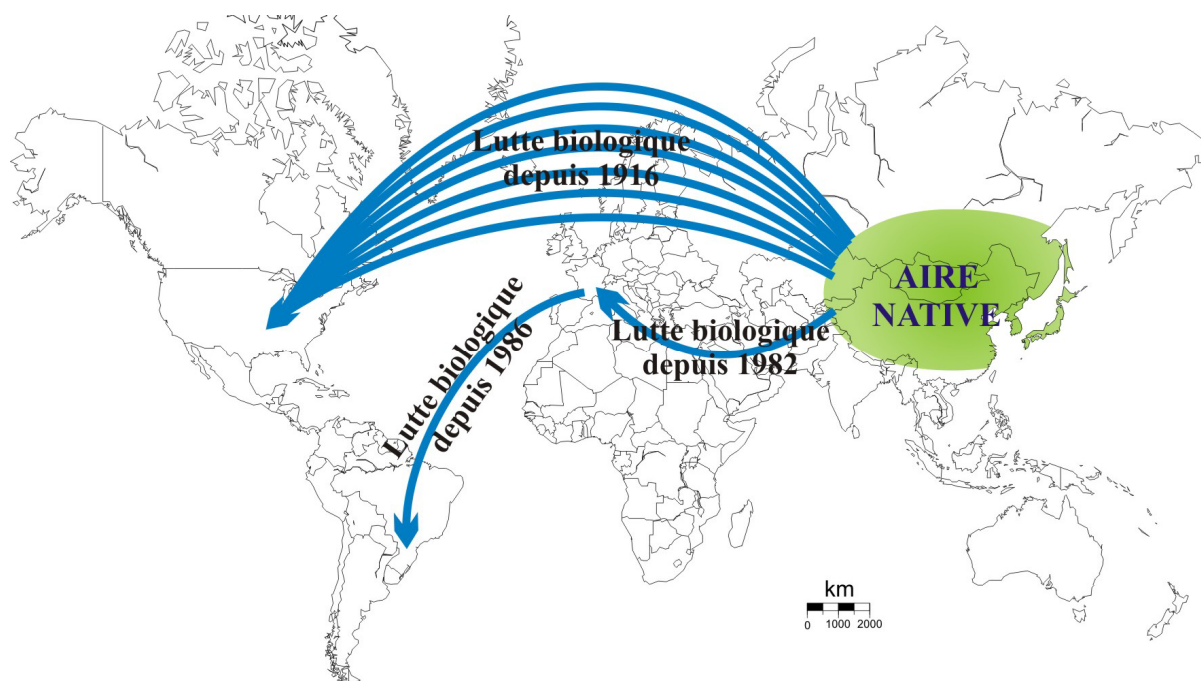 Lutte biologique
depuis 1916
AIRE
NATIVE
Lutte biologique
depuis 1986
Lutte biologique
depuis 1982
km
0 1000 2000